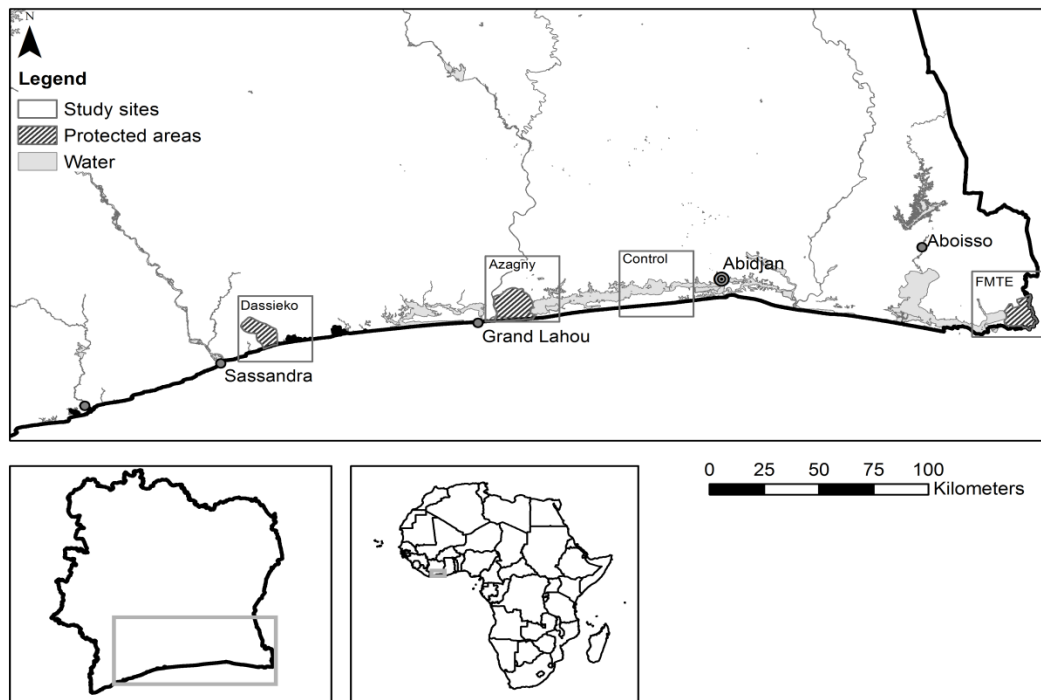 N
Legend
Study sites
Protected areas
Water
Aboisso
Azagny
Control
Abidjan
FMTE
Dassieko
Grand Lahou
Sassandra
0 25 50 75 100
Kilometers